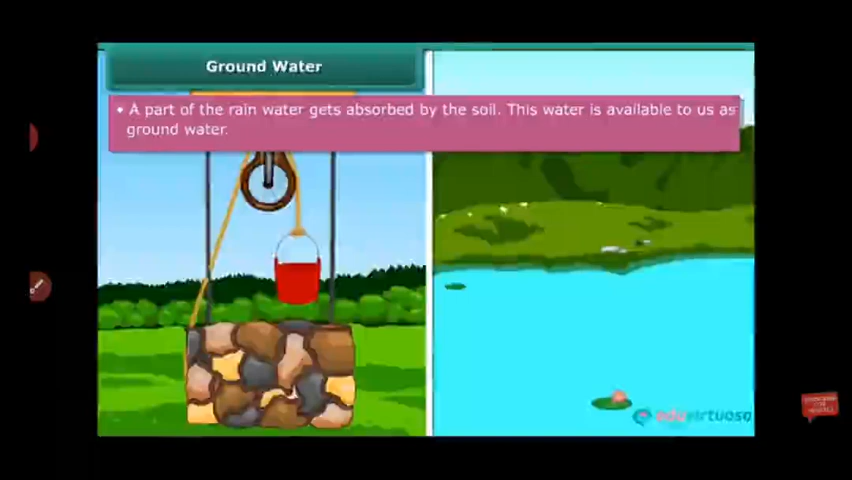 Ground Water
• A part of the rain water gets absorbed by the soil. This water is available to us as
ground water.
eduvirtuoso